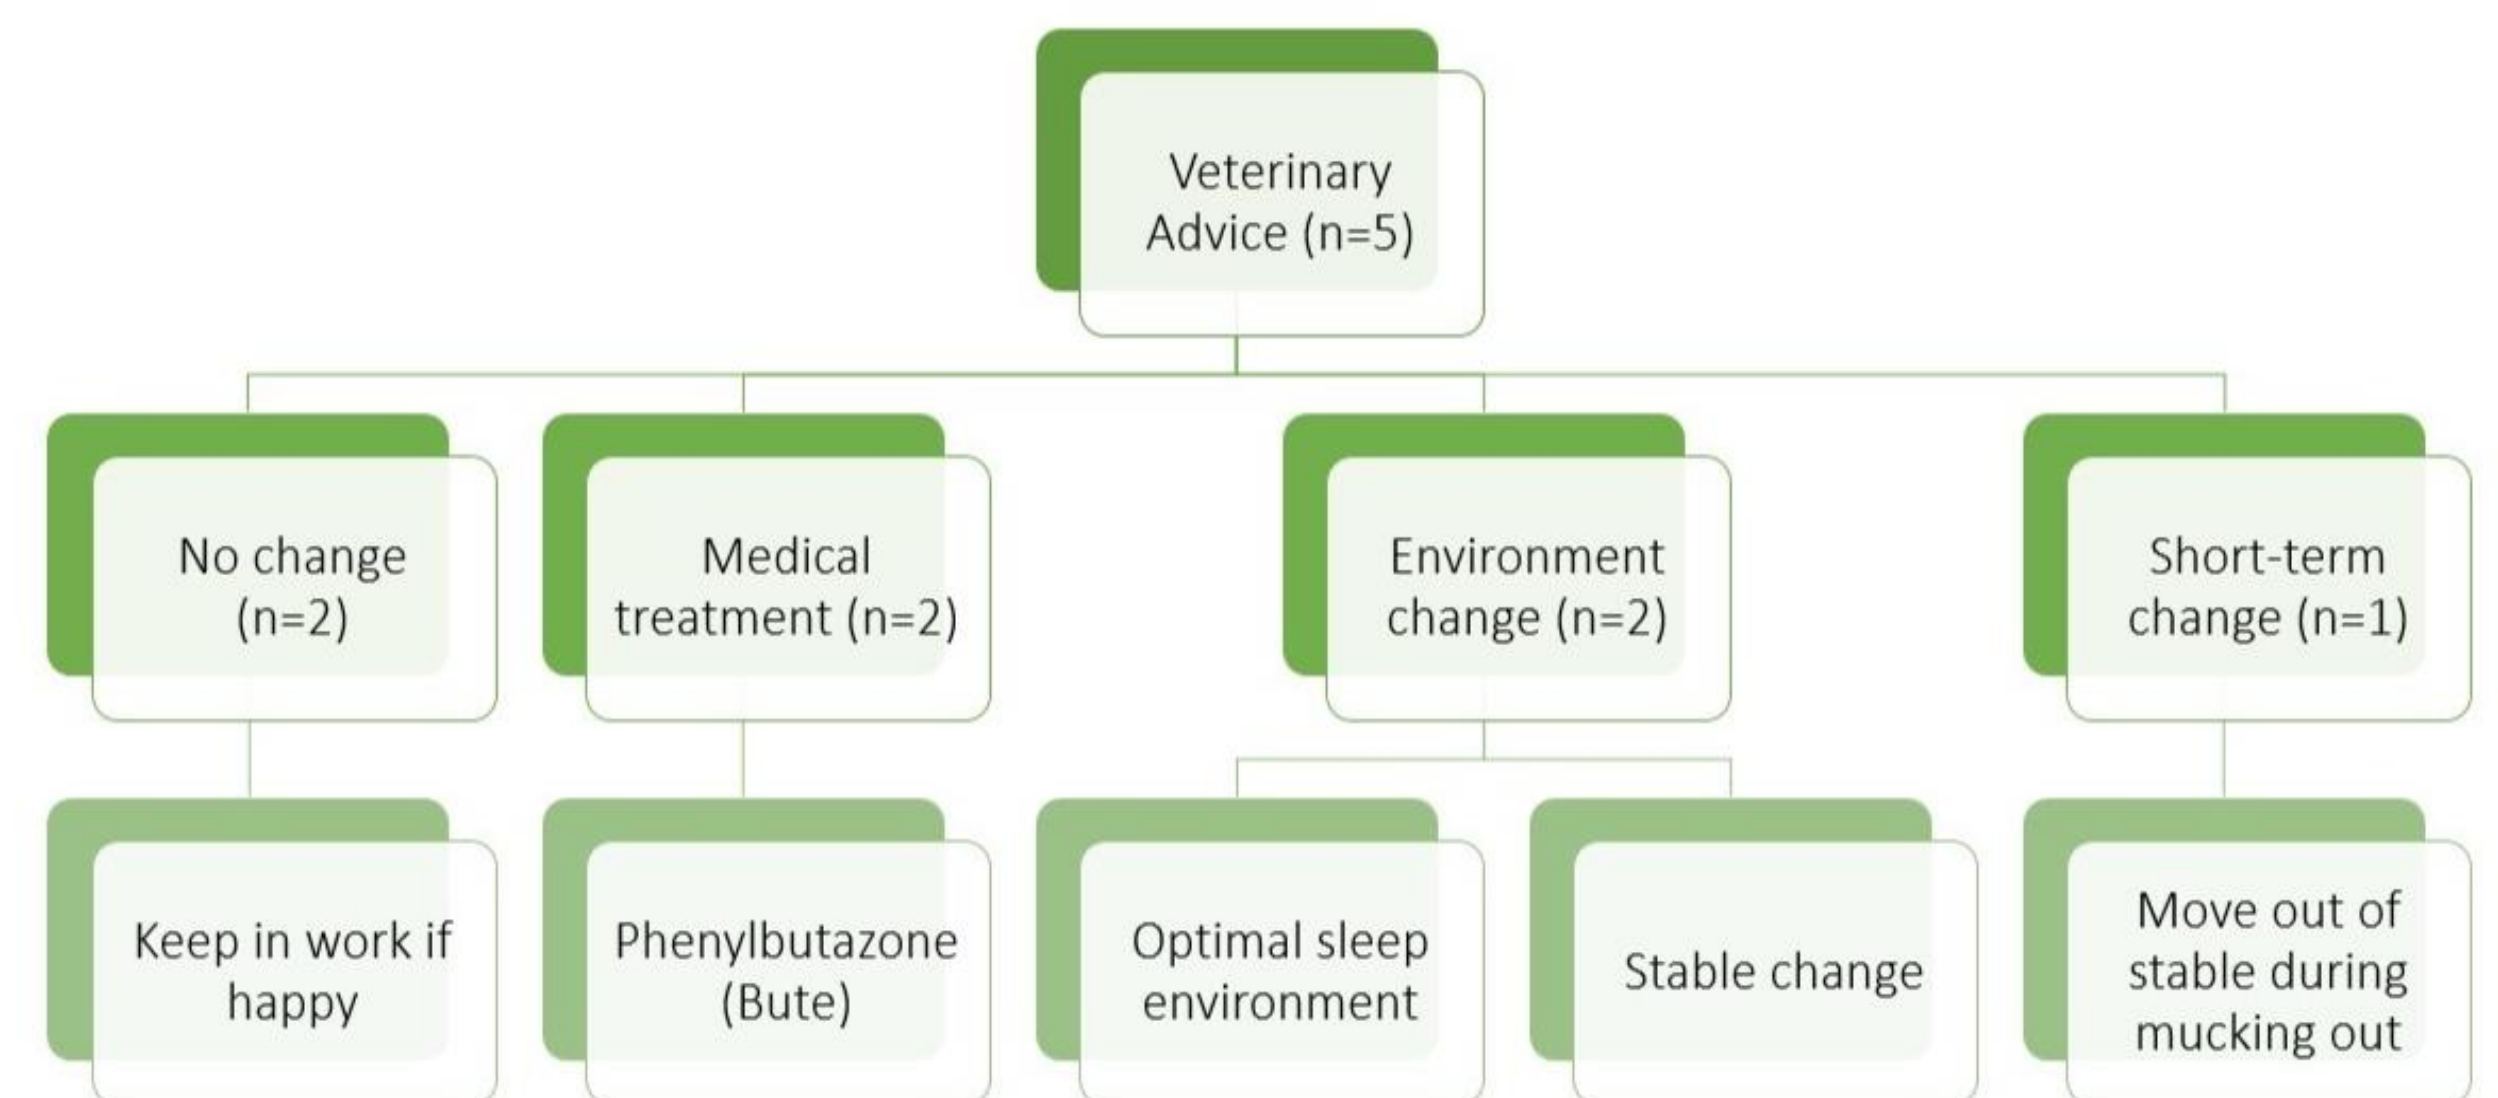 Veterinary
Advice (n=5)
No change
(n=2)
Medical
treatment (n=2)
Environment
change (n=2)
Short-term
change (n=1)
Keep in work if
happy
Phenylbutazone
(Bute)
Optimal sleep
environment
Stable change
Move out of
stable during
mucking out